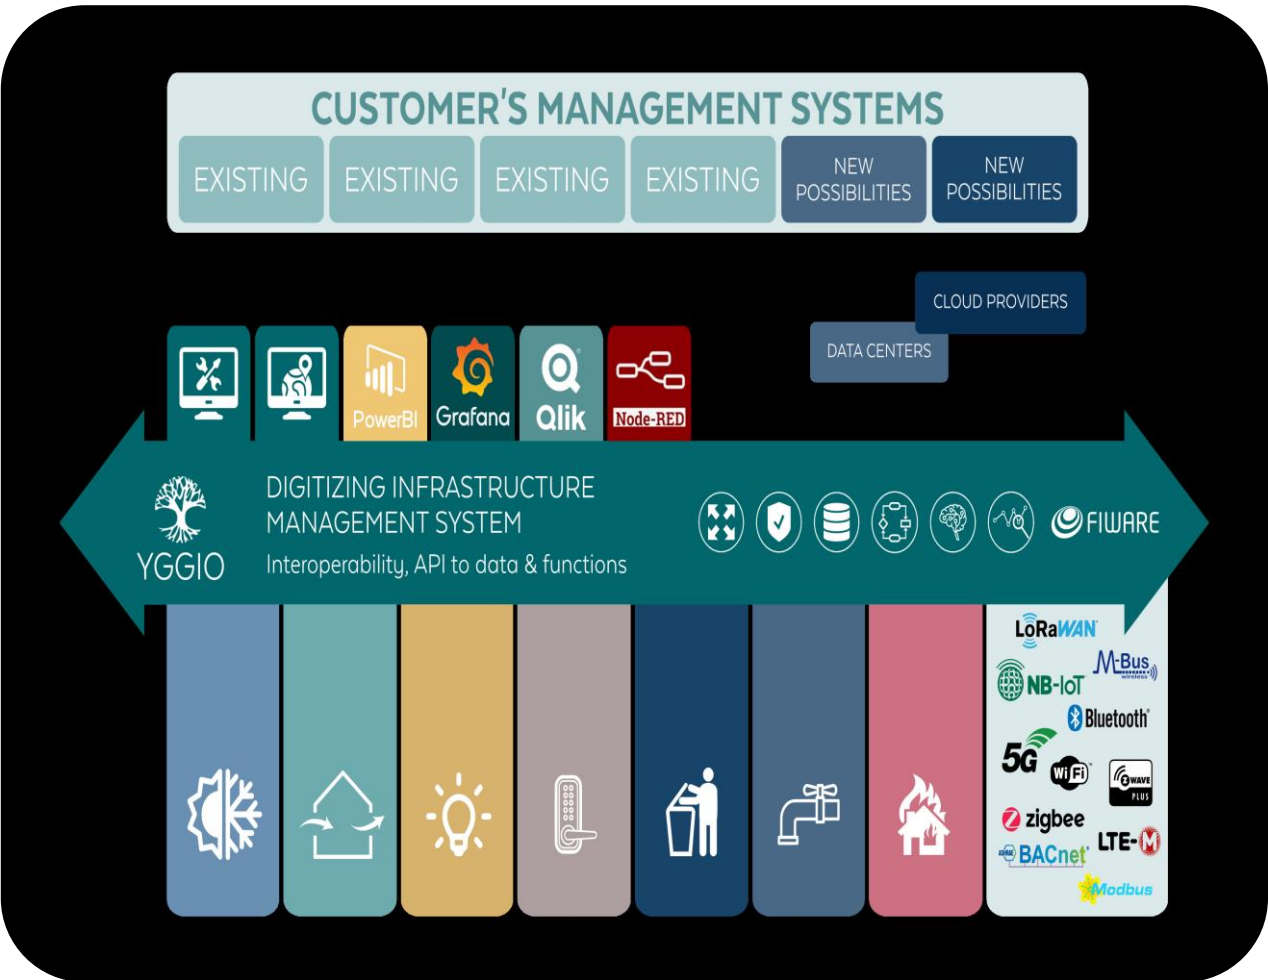 CUSTOMER'S MANAGEMENT SYSTEMS
EXISTING
EXISTING
EXISTING
EXISTING
NEW
POSSIBILITIES
NEW
POSSIBILITIES
CLOUD PROVIDERS
DATA CENTERS
PowerBI
Grafana
Qlik
Node-RED
YGGIO
DIGITIZING INFRASTRUCTURE
MANAGEMENT SYSTEM
Interoperability, API to data & functions
FIWARE
LoRaWAN
M-Bus
wireless
NB-IoT
Bluetooth
5G
WiFi
Z WAVE
PLUS
zigbee
ASHRAE BACnet
LTE-M
Modbus